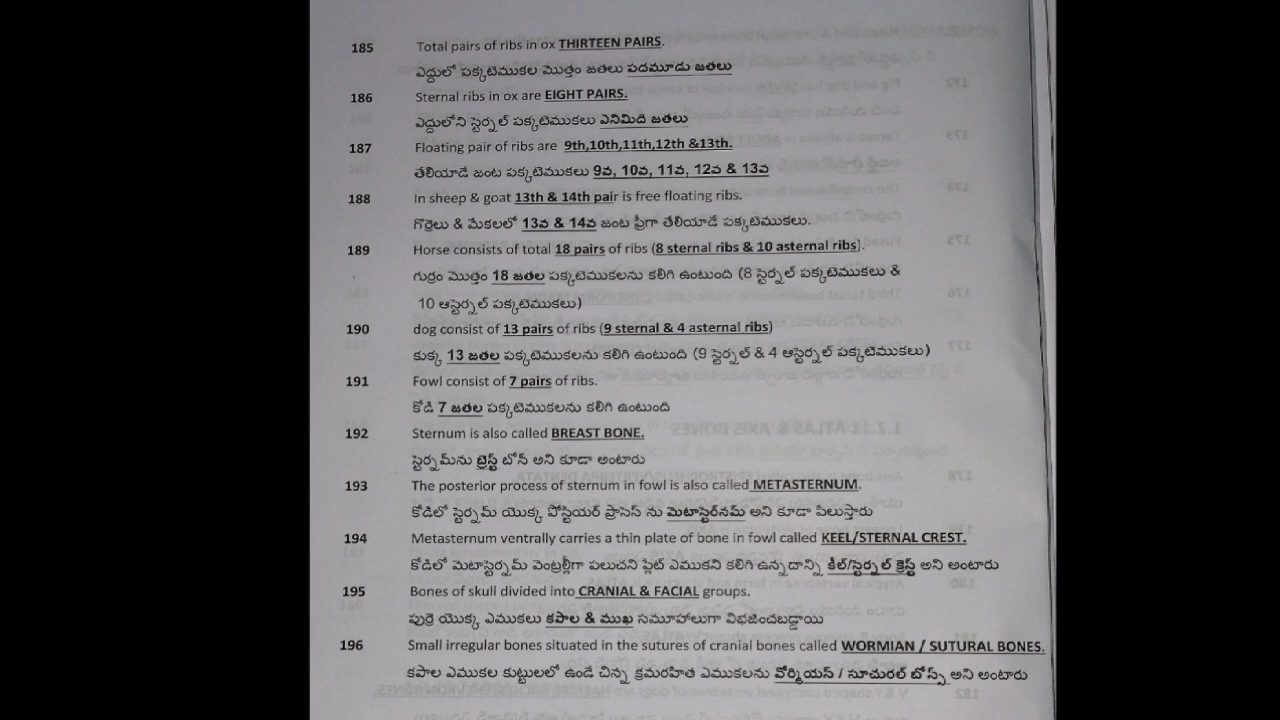 185 Total pairs of ribs in ox THIRTEEN PAIRS.
ఎద్దులో పక్కటెముకల మొత్తం జతలు పదమూడు జతలు
186 Sternal ribs in ox are EIGHT PAIRS.
ఎద్దులోని స్టెర్నల్ పక్కటెముకలు ఎనిమిది జతలు
187 Floating pair of ribs are 9th,10th,11th,12th &13th.
తేలియాడే జంట పక్కటెముకలు 9వ, 10వ, 11వ, 12వ & 13వ
188 In sheep & goat 13th & 14th pair is free floating ribs.
గొర్రెలు & మేకలలో 13వ & 14వ జంట ఫ్రీగా తేలియాడే పక్కటెముకలు.
189 Horse consists of total 18 pairs of ribs (8 sternal ribs & 10 asternal ribs).
గుర్రం మొత్తం 18 జతల పక్కటెముకలను కలిగి ఉంటుంది (8 స్టెర్నల్ పక్కటెముకలు &
10 ఆస్టెర్నల్ పక్కటెముకలు)
190 dog consist of 13 pairs of ribs (9 sternal & 4 asternal ribs)
కుక్క 13 జతల పక్కటెముకలను కలిగి ఉంటుంది (9 స్టెర్నల్ & 4 ఆస్టెర్నల్ పక్కటెముకలు)
191 Fowl consist of 7 pairs of ribs.
కోడి 7 జతల పక్కటెముకలను కలిగి ఉంటుంది
192 Sternum is also called BREAST BONE.
స్టెర్నమ్‌ను బ్రెస్ట్ బోన్ అని కూడా అంటారు
193 The posterior process of sternum in fowl is also called METASTERNUM.
కోడిలో స్టెర్నమ్ యొక్క పోస్టియర్ ప్రాసెస్ ను మెటాస్టెర్నమ్ అని కూడా పిలుస్తారు
194 Metasternum ventrally carries a thin plate of bone in fowl called KEEL/STERNAL CREST.
కోడిలో మెటాస్టెర్నమ్ వెంట్రల్లీగా పలుచని ప్లేట్ ఎముకని కలిగి ఉన్నదాన్ని కీల్/స్టెర్నల్ క్రెస్ట్ అని అంటారు
195 Bones of skull divided into CRANIAL & FACIAL groups.
పుర్రె యొక్క ఎముకలు కపాల & ముఖ సమూహాలుగా విభజించబడ్డాయి
196 Small irregular bones situated in the sutures of cranial bones called WORMIAN / SUTURAL BONES.
కపాల ఎముకల కుట్టులలో ఉండే చిన్న క్రమరహిత ఎముకలను వోర్మియస్ / సూచురల్ బోన్స్ అని అంటారు